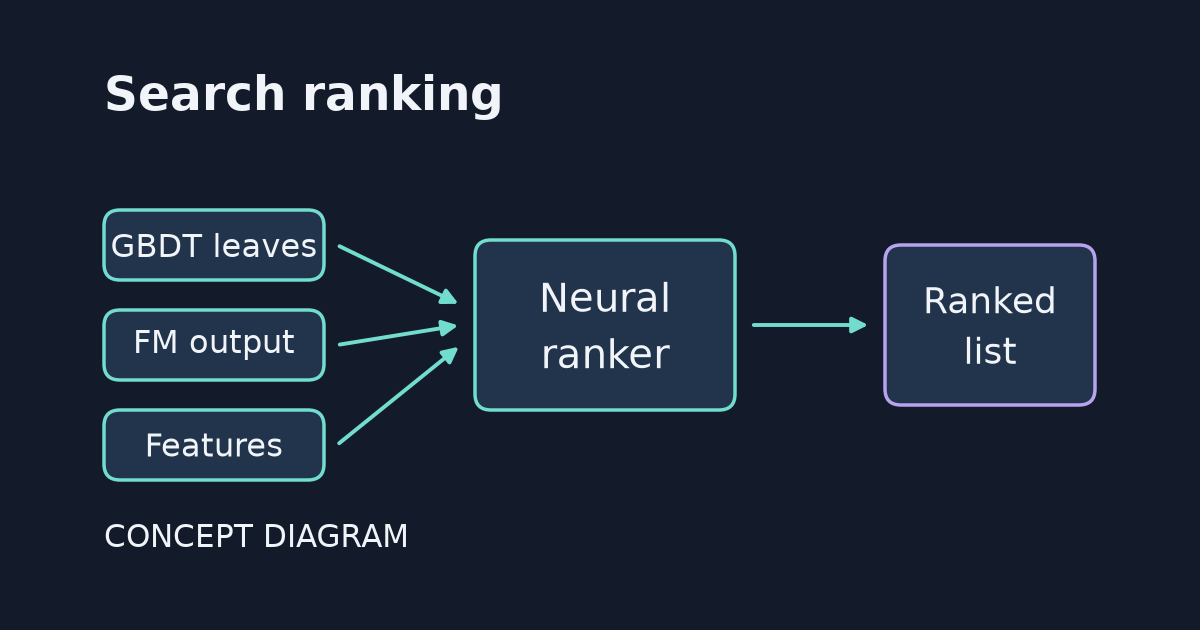 Search ranking
GBDT leaves
FM output
Features
Neural
ranker
Ranked
list
CONCEPT DIAGRAM